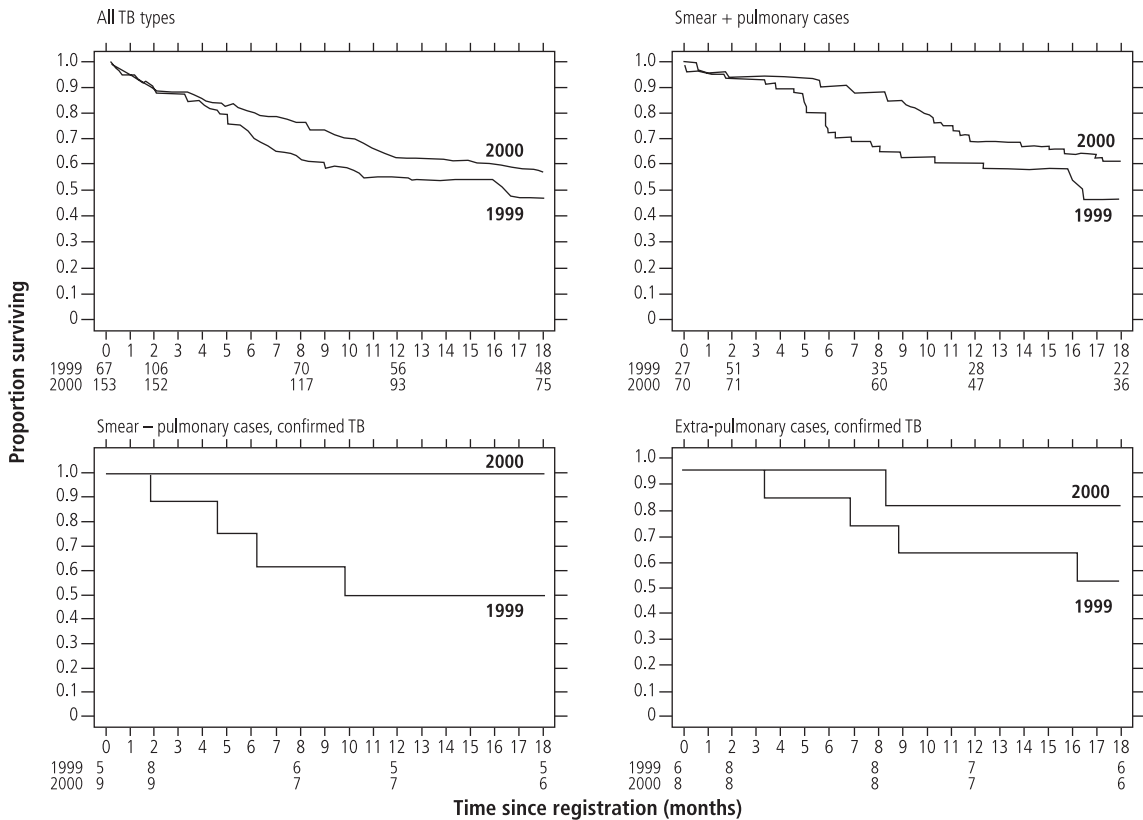 All TB types
1.0
0.9
0.8
0.7
0.6
0.5
0.4
0.3
0.2
0.1
0
2000
1999
0 1 2 3 4 5 6 7 8 9 10 11 12 13 14 15 16 17 18
1999 67 106 70 56 48
2000 153 152 117 93 75
Smear + pulmonary cases
1.0
0.9
0.8
0.7
0.6
0.5
0.4
0.3
0.2
0.1
0
2000
1999
0 1 2 3 4 5 6 7 8 9 10 11 12 13 14 15 16 17 18
1999 27 51 35 28 22
2000 70 71 60 47 36
Proportion surviving
Smear – pulmonary cases, confirmed TB
1.0
0.9
0.8
0.7
0.6
0.5
0.4
0.3
0.2
0.1
0
2000
1999
0 1 2 3 4 5 6 7 8 9 10 11 12 13 14 15 16 17 18
1999 5 8 6 5 5
2000 9 9 7 7 6
Extra-pulmonary cases, confirmed TB
1.0
0.9
0.8
0.7
0.6
0.5
0.4
0.3
0.2
0.1
0
2000
1999
0 1 2 3 4 5 6 7 8 9 10 11 12 13 14 15 16 17 18
1999 6 8 8 7 6
2000 8 8 8 7 6
Time since registration (months)